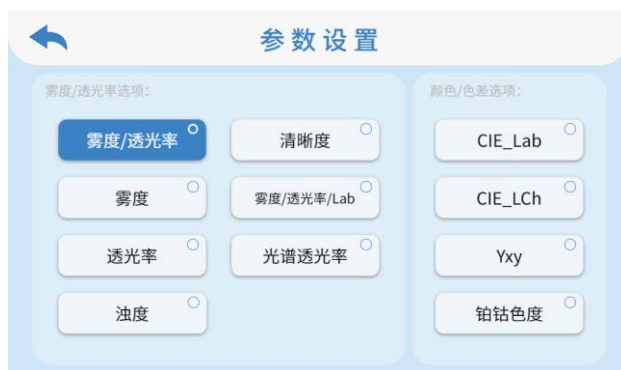 参数设置
雾度/透光率选项:
雾度/透光率
清晰度
雾度
雾度/透光率/Lab
透光率
光谱透光率
浊度
颜色/色差选项:
CIE_Lab
CIE_LCh
Yxy
铂钴色度